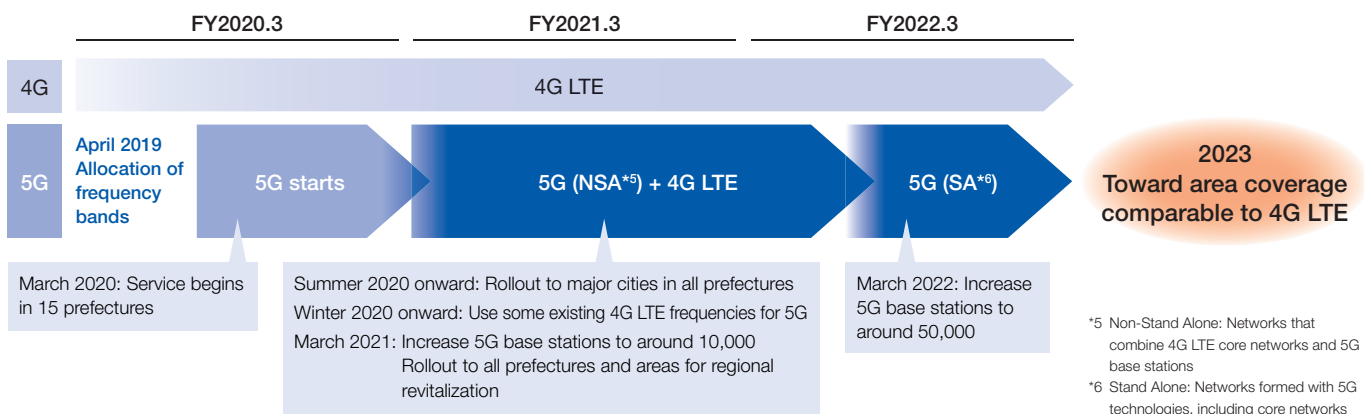 FY2020.3
FY2021.3
FY2022.3
4G
4G LTE
5G
April 2019
Allocation of
frequency
bands
5G starts
5G (NSA*5) + 4G LTE
5G (SA*6)
2023
Toward area coverage
comparable to 4G LTE
March 2020: Service begins
in 15 prefectures
Summer 2020 onward: Rollout to major cities in all prefectures
Winter 2020 onward: Use some existing 4G LTE frequencies for 5G
March 2021: Increase 5G base stations to around 10,000
Rollout to all prefectures and areas for regional
revitalization
March 2022: Increase
5G base stations to
around 50,000
*5 Non-Stand Alone: Networks that
combine 4G LTE core networks and 5G
base stations
*6 Stand Alone: Networks formed with 5G
technologies, including core networks